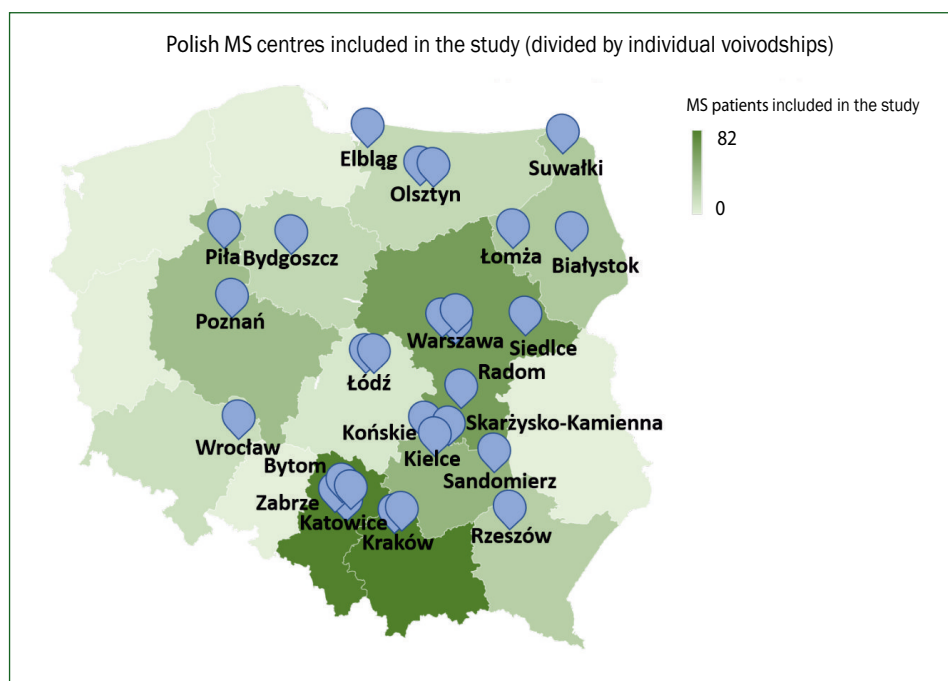 Polish MS centres included in the study (divided by individual voivodships)
MS patients included in the study
82
0
Elbląg
Suwałki
Olsztyn
Piła
Bydgoszcz
Łomża
Białystok
Poznań
Warszawa
Siedlce
Radom
Łódź
Skarżysko-Kamienna
Końskie
Wrocław
Kielce
Bytom
Sandomierz
Zabrze
Katowice
Kraków
Rzeszów